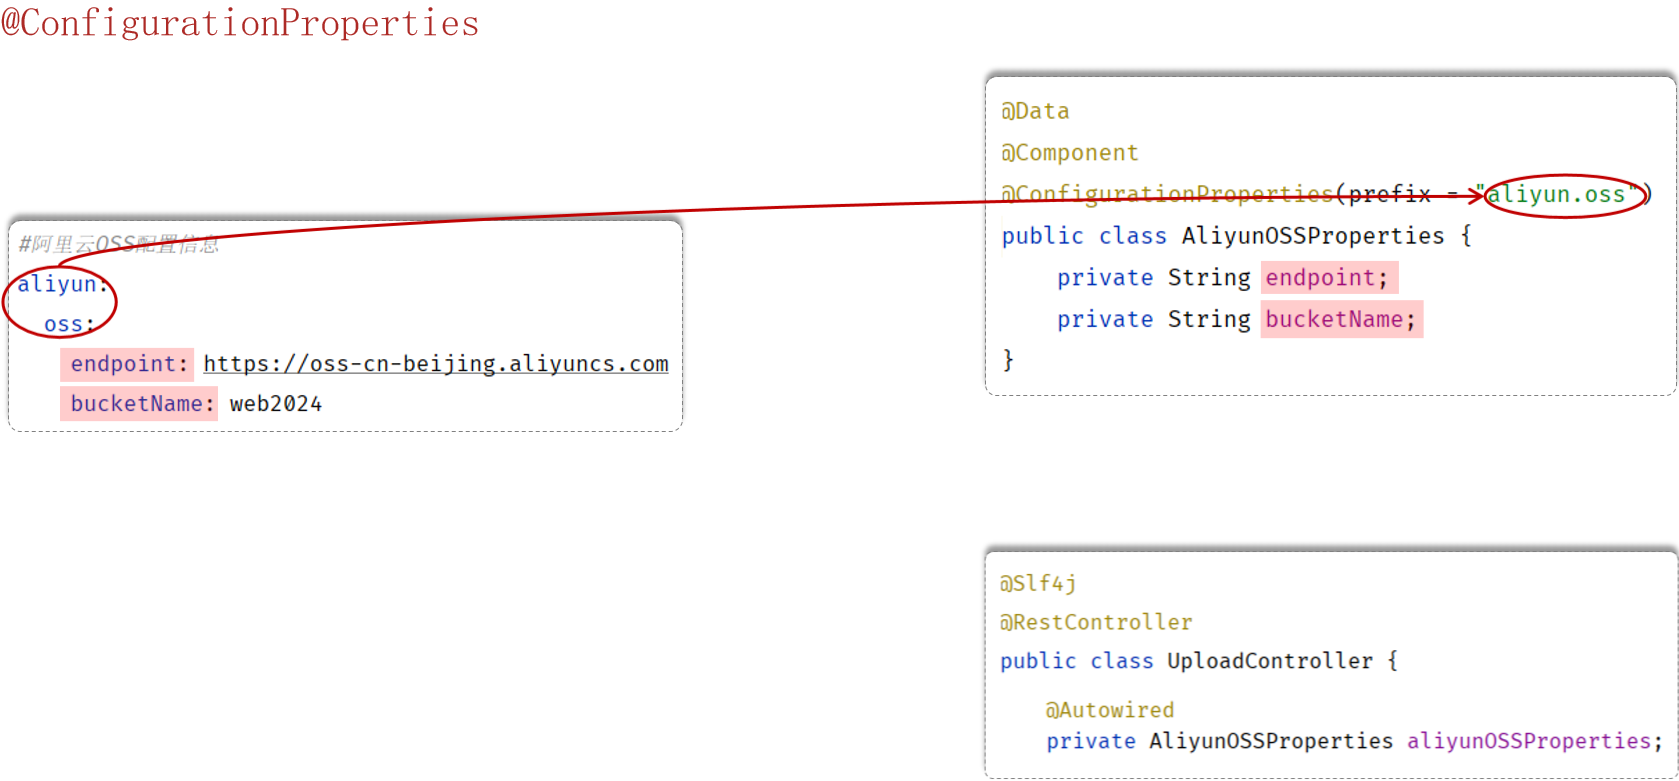 @ConfigurationProperties
#阿里云OSS配置信息
aliyun:
  oss:
    endpoint: https://oss-cn-beijing.aliyuncs.com
    bucketName: web2024
@Data
@Component
@ConfigurationProperties(prefix = "aliyun.oss")
public class AliyunOSSProperties {
    private String endpoint;
    private String bucketName;
}
@Slf4j
@RestController
public class UploadController {
    @Autowired
    private AliyunOSSProperties aliyunOSSProperties;